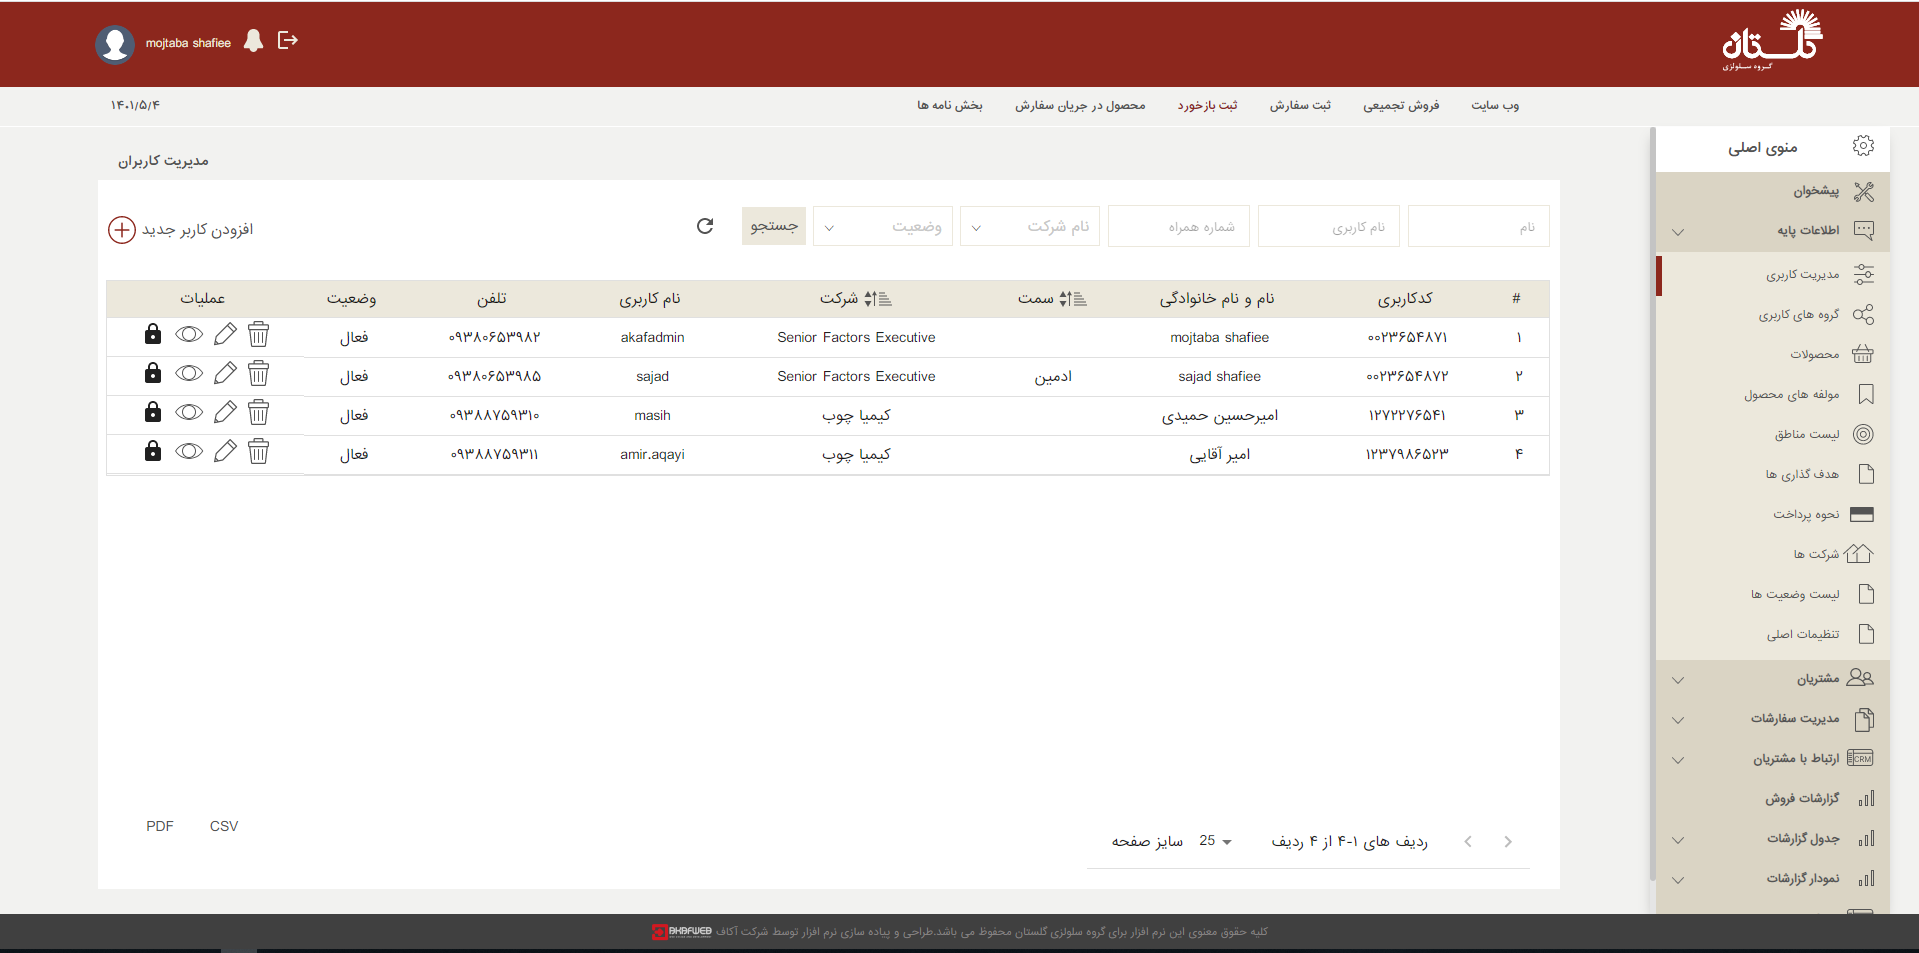 گلستان
گروه سلولزی
mojtaba shafiee
وب سایت
فروش تجمیعی
ثبت سفارش
ثبت بازخورد
محصول در جریان سفارش
بخش نامه ها
۱۴۰۱/۵/۴
منوی اصلی
پیشخوان
اطلاعات پایه
مدیریت کاربری
گروه های کاربری
محصولات
مولفه های محصول
لیست مناطق
هدف گذاری ها
نحوه پرداخت
شرکت ها
لیست وضعیت ها
تنظیمات اصلی
مشتریان
مدیریت سفارشات
ارتباط با مشتریان CRM
گزارشات فروش
جدول گزارشات
نمودار گزارشات
مدیریت کاربران
نام
نام کاربری
شماره همراه
نام شرکت
وضعیت
جستجو
افزودن کاربر جدید
# کدکاربری نام و نام خانوادگی سمت شرکت نام کاربری تلفن وضعیت عملیات
۱ ۰۰۲۳۶۵۴۸۷۱ mojtaba shafiee Senior Factors Executive akafadmin ۰۹۳۸۰۶۵۳۹۸۲ فعال
۲ ۰۰۲۳۶۵۴۸۷۲ sajad shafiee ادمین Senior Factors Executive sajad ۰۹۳۸۰۶۵۳۹۸۵ فعال
۳ ۱۲۷۲۲۷۶۵۴۱ امیرحسین حمیدی کیمیا چوب masih ۰۹۳۸۸۷۵۹۳۱۰ فعال
۴ ۱۲۳۷۹۸۶۵۲۳ امیر آقایی کیمیا چوب amir.aqayi ۰۹۳۸۸۷۵۹۳۱۱ فعال
ردیف های ۱-۴ از ۴ ردیف
25 سایز صفحه
CSV
PDF
کلیه حقوق معنوی این نرم افزار برای گروه سلولزی گلستان محفوظ می باشد.طراحی و پیاده سازی نرم افزار توسط شرکت آکاف
AKAFWEB